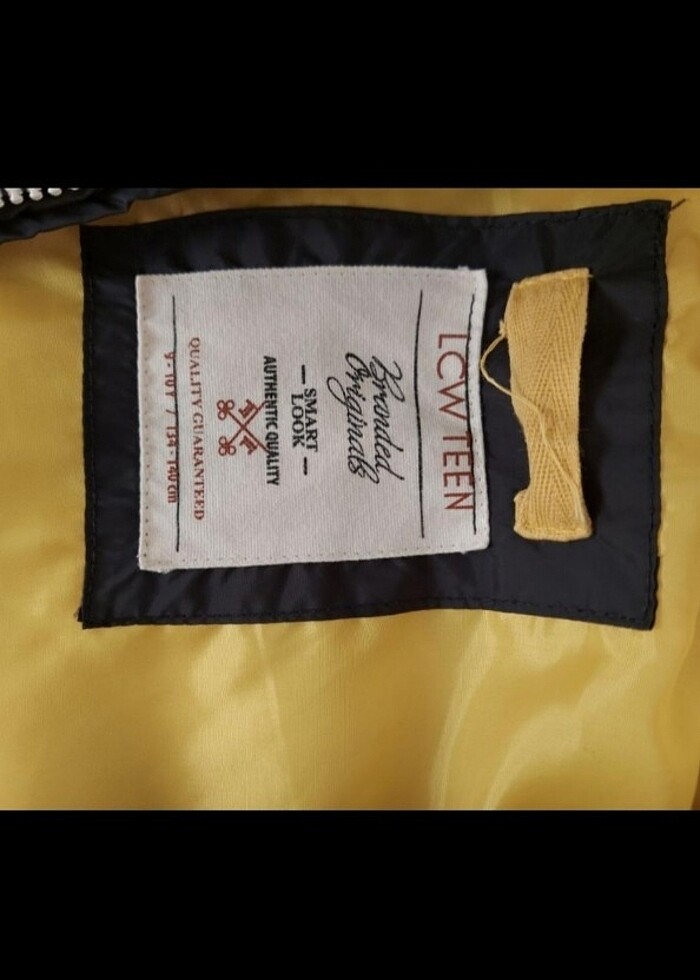 LCW TEEN
Branded
Originals
— SMART —
LOOK
AUTHENTIC QUALITY
QUALITY GUARANTEED
9 - 10Y / 134 - 140 cm